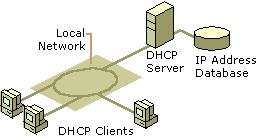 Local
Network
DHCP
Server
IP Address
Database
DHCP Clients